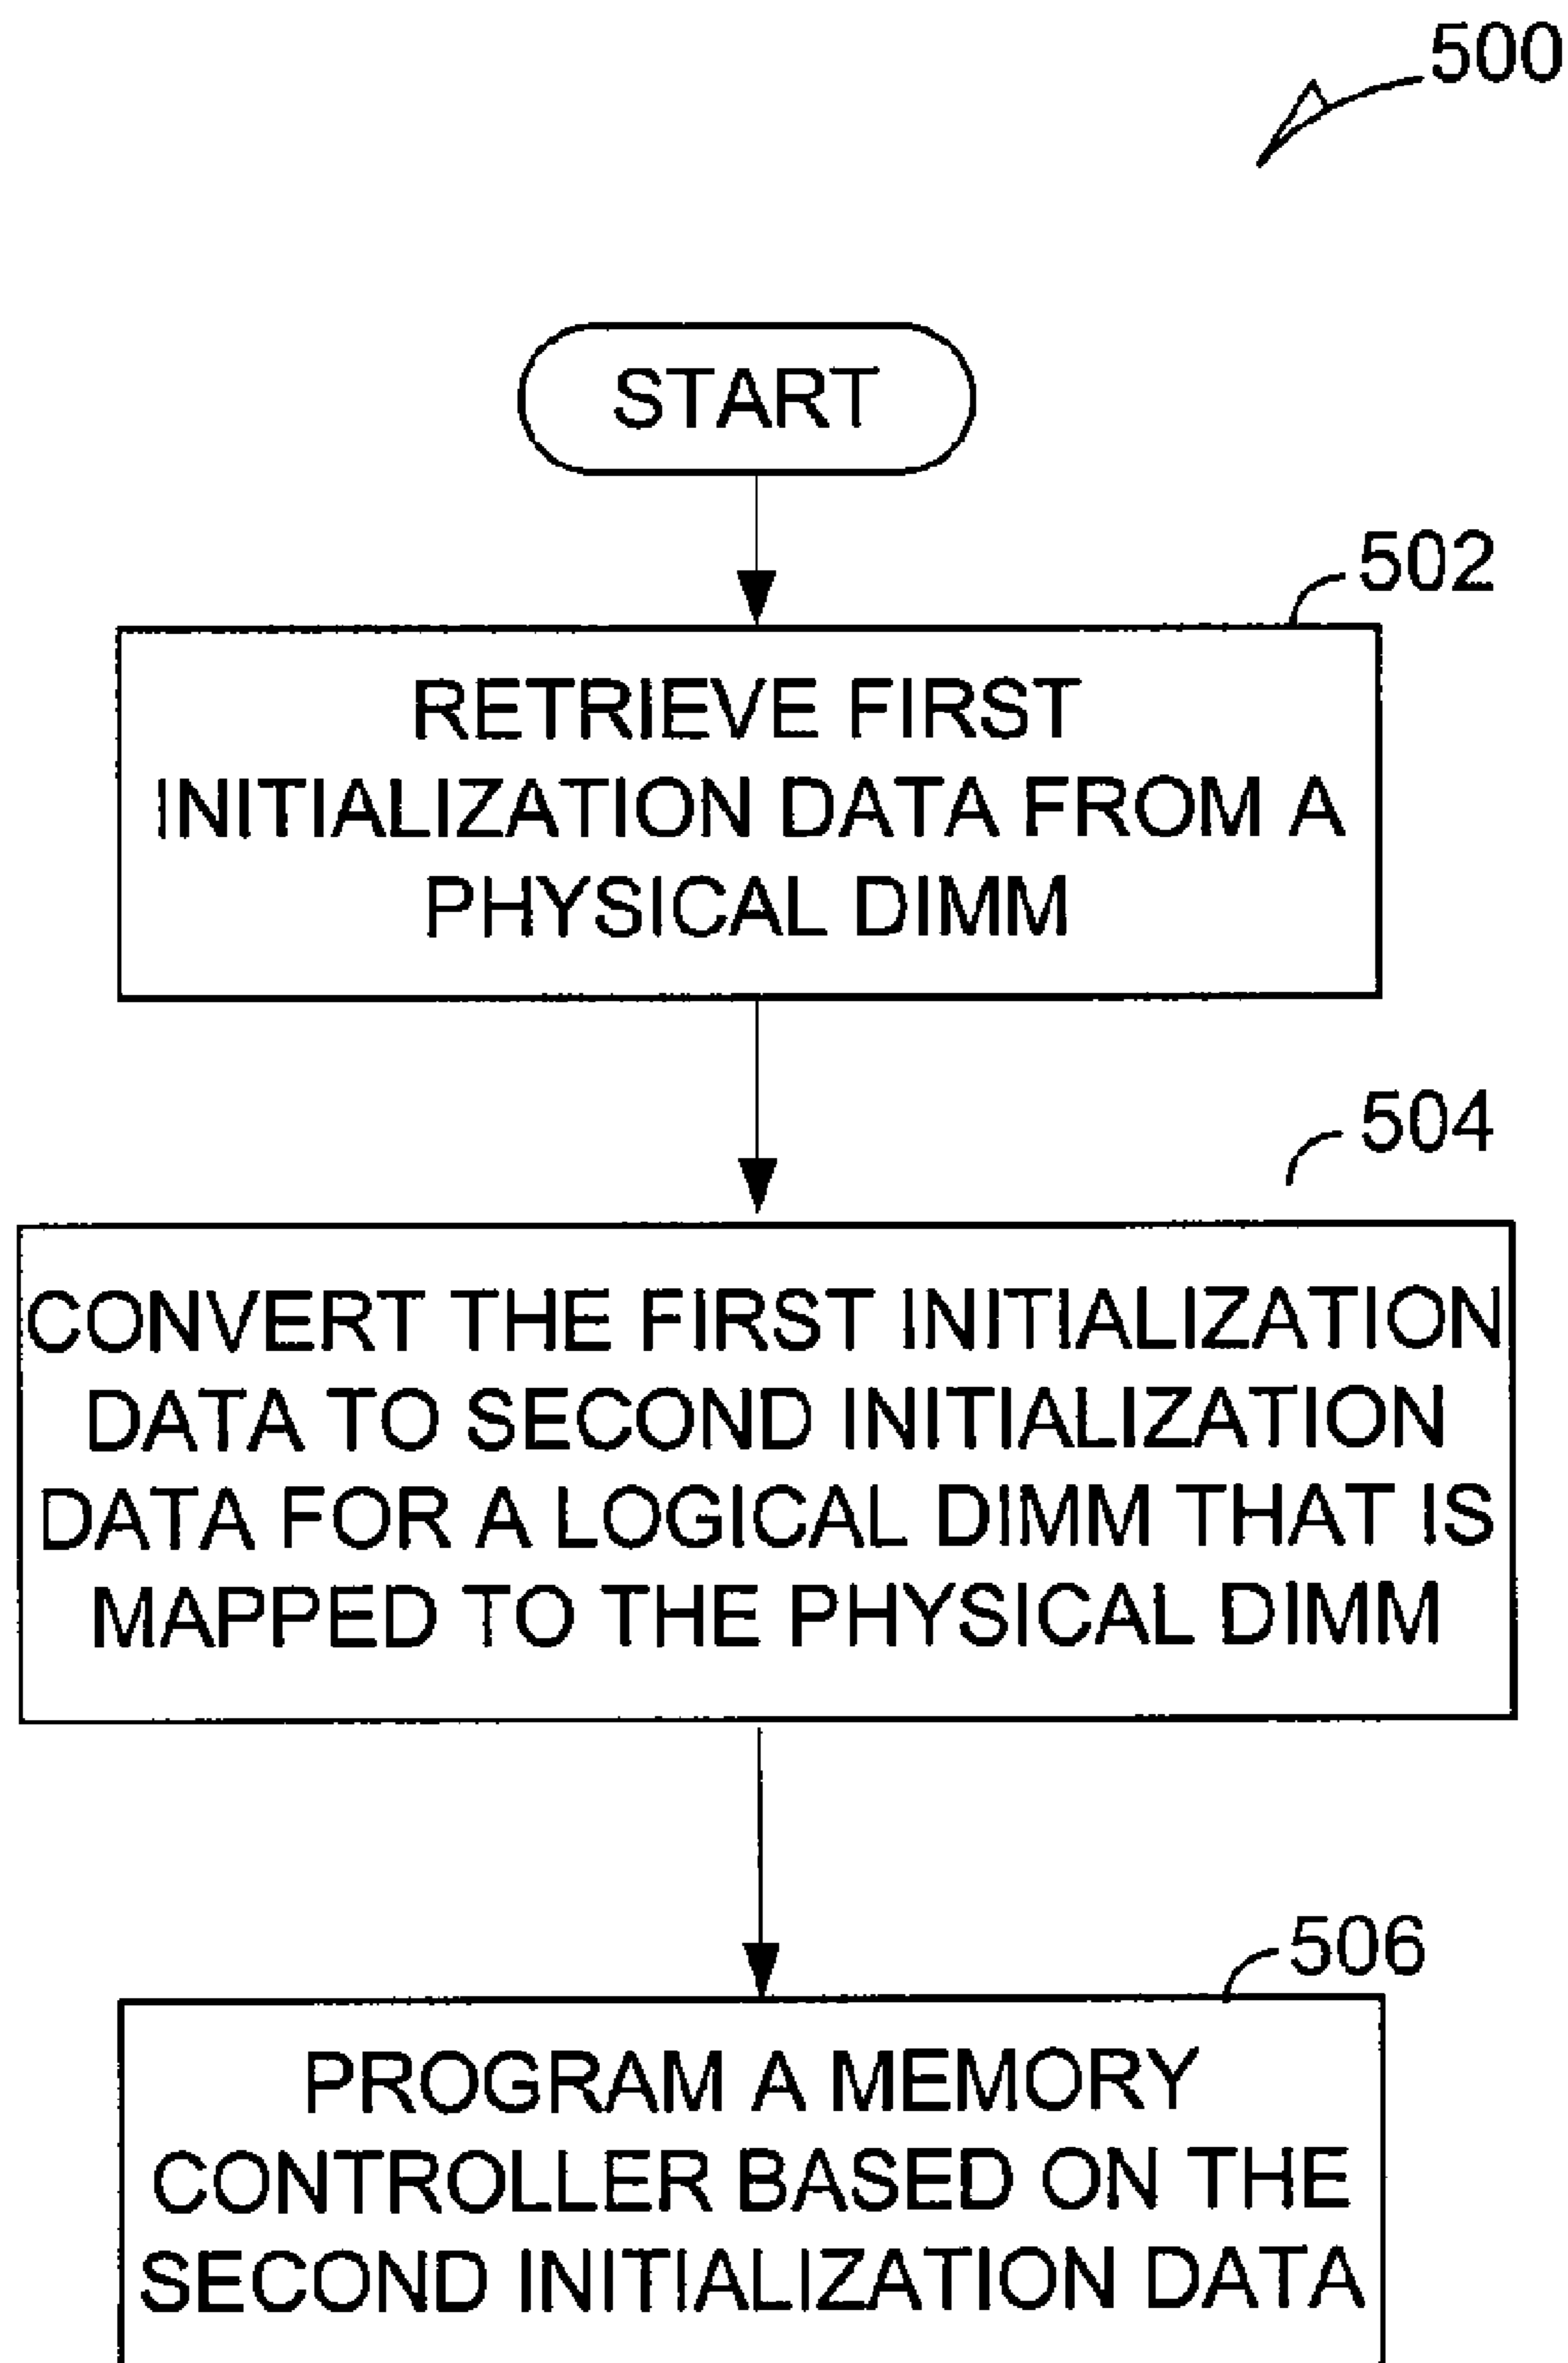 500
START
502
RETRIEVE FIRST
INITIALIZATION DATA FROM A
PHYSICAL DIMM
504
CONVERT THE FIRST INITIALIZATION
DATA TO SECOND INITIALIZATION
DATA FOR A LOGICAL DIMM THAT IS
MAPPED TO THE PHYSICAL DIMM
506
PROGRAM A MEMORY
CONTROLLER BASED ON THE
SECOND INITIALIZATION DATA